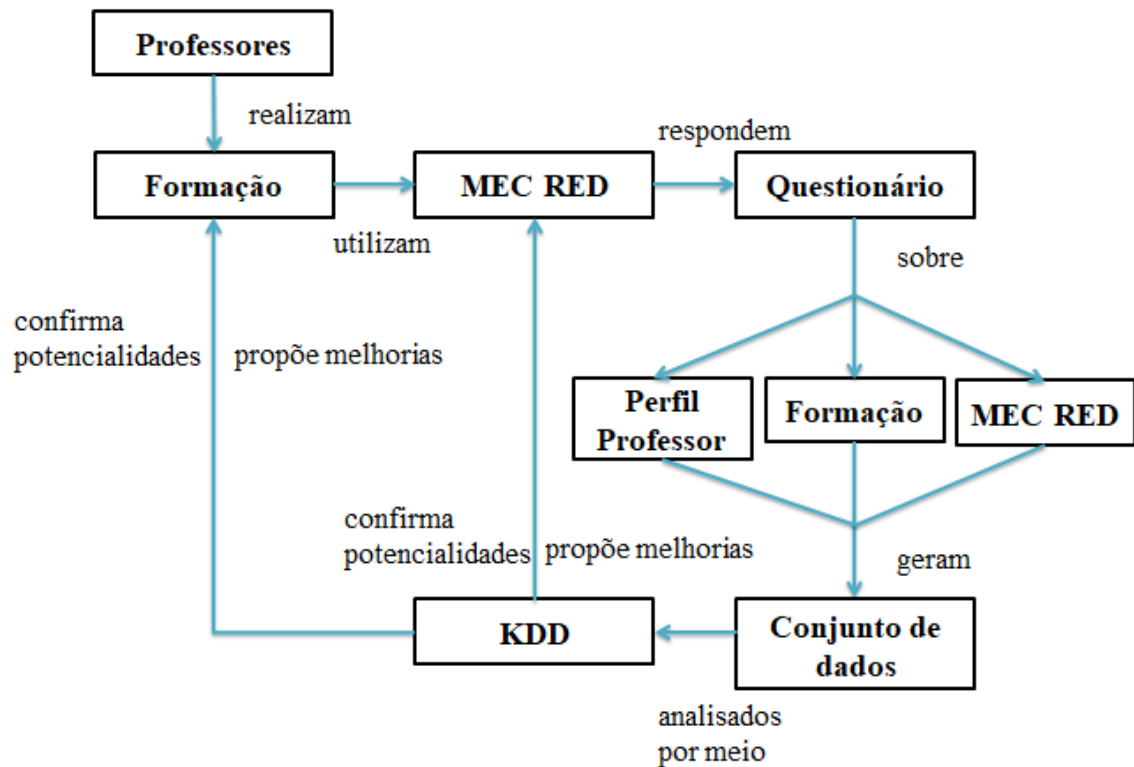 Professores
realizam
respondem
Formação
MEC RED
Questionário
utilizam
sobre
confirma
potencialidades
propõe melhorias
Perfil
Professor
Formação
MEC RED
confirma
potencialidades
propõe melhorias
geram
KDD
Conjunto de
dados
analisados
por meio